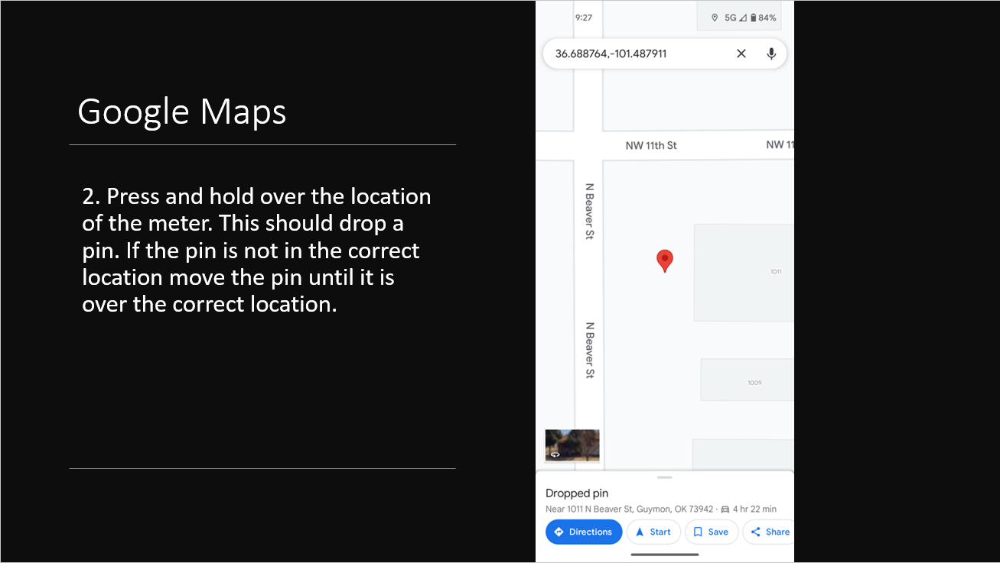 Google Maps
2. Press and hold over the location
of the meter. This should drop a
pin. If the pin is not in the correct
location move the pin until it is
over the correct location.
9:27
5G 84%
36.688764,-101.487911
NW 11th St
NW 11
N Beaver St
1011
N Beaver St
1009
Dropped pin
Near 1011 N Beaver St, Guymon, OK 73942 · 4 hr 22 min
Directions Start Save Share